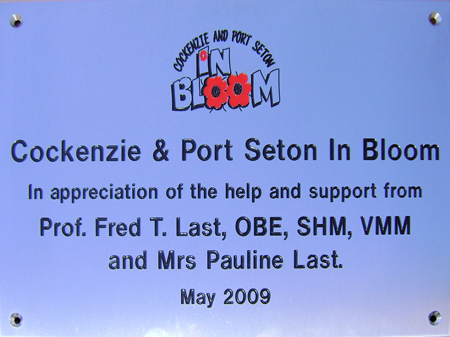 COCKENZIE AND PORT SETON
IN
BLOOM
Cockenzie & Port Seton In Bloom
In appreciation of the help and support from
Prof. Fred T. Last, OBE, SHM, VMM
and Mrs Pauline Last.
May 2009